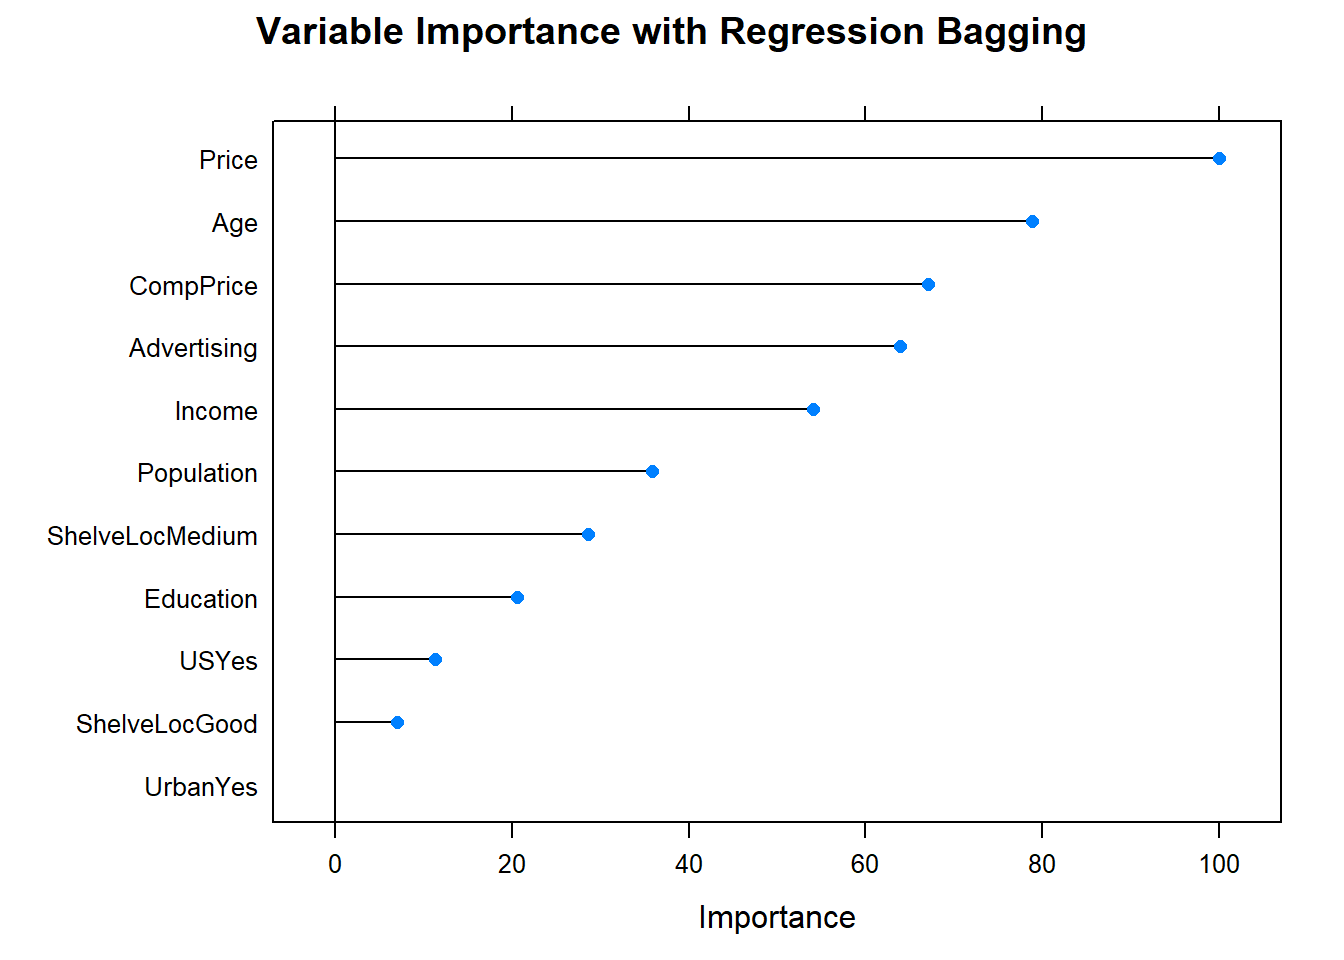 Variable Importance with Regression Bagging
Price
Age
CompPrice
Advertising
Income
Population
ShelveLocMedium
Education
USYes
ShelveLocGood
UrbanYes
0 20 40 60 80 100
Importance